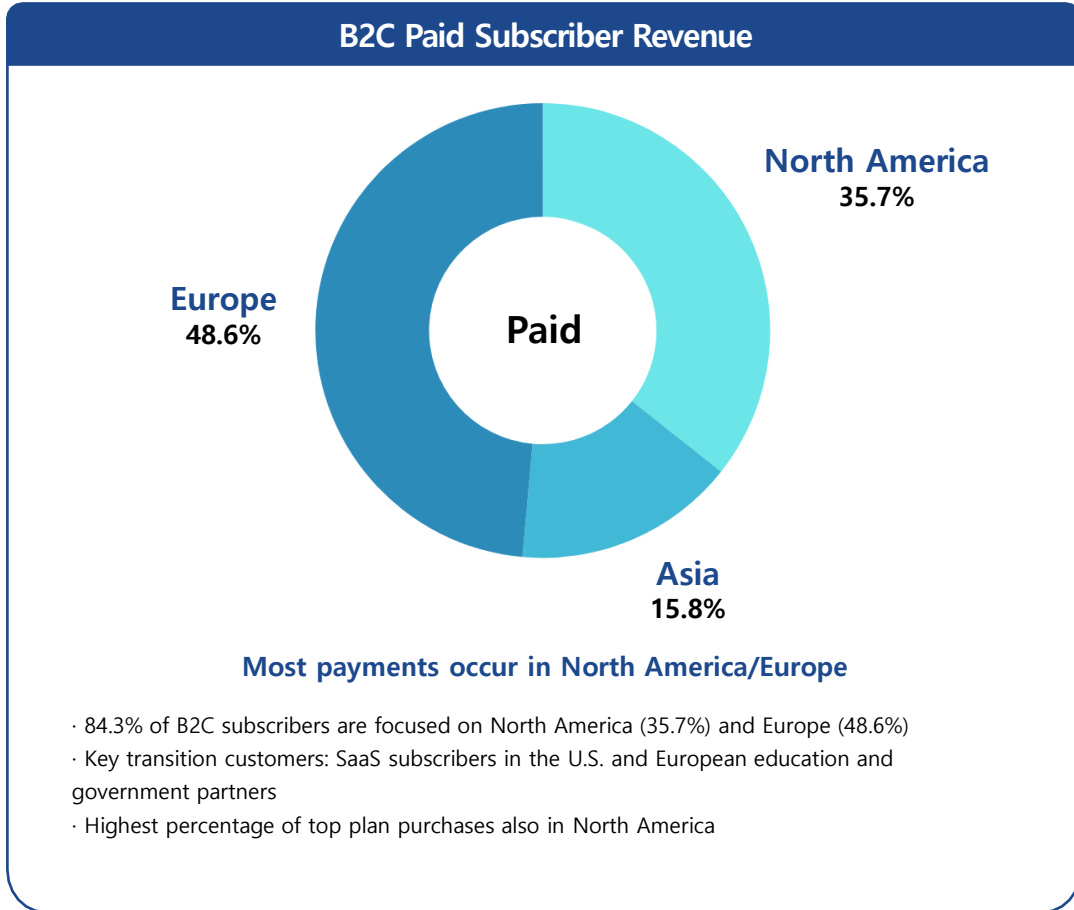 B2C Paid Subscriber Revenue
North America
35.7%
Europe
48.6%
Paid
Asia
15.8%
Most payments occur in North America/Europe
· 84.3% of B2C subscribers are focused on North America (35.7%) and Europe (48.6%)
· Key transition customers: SaaS subscribers in the U.S. and European education and
government partners
· Highest percentage of top plan purchases also in North America